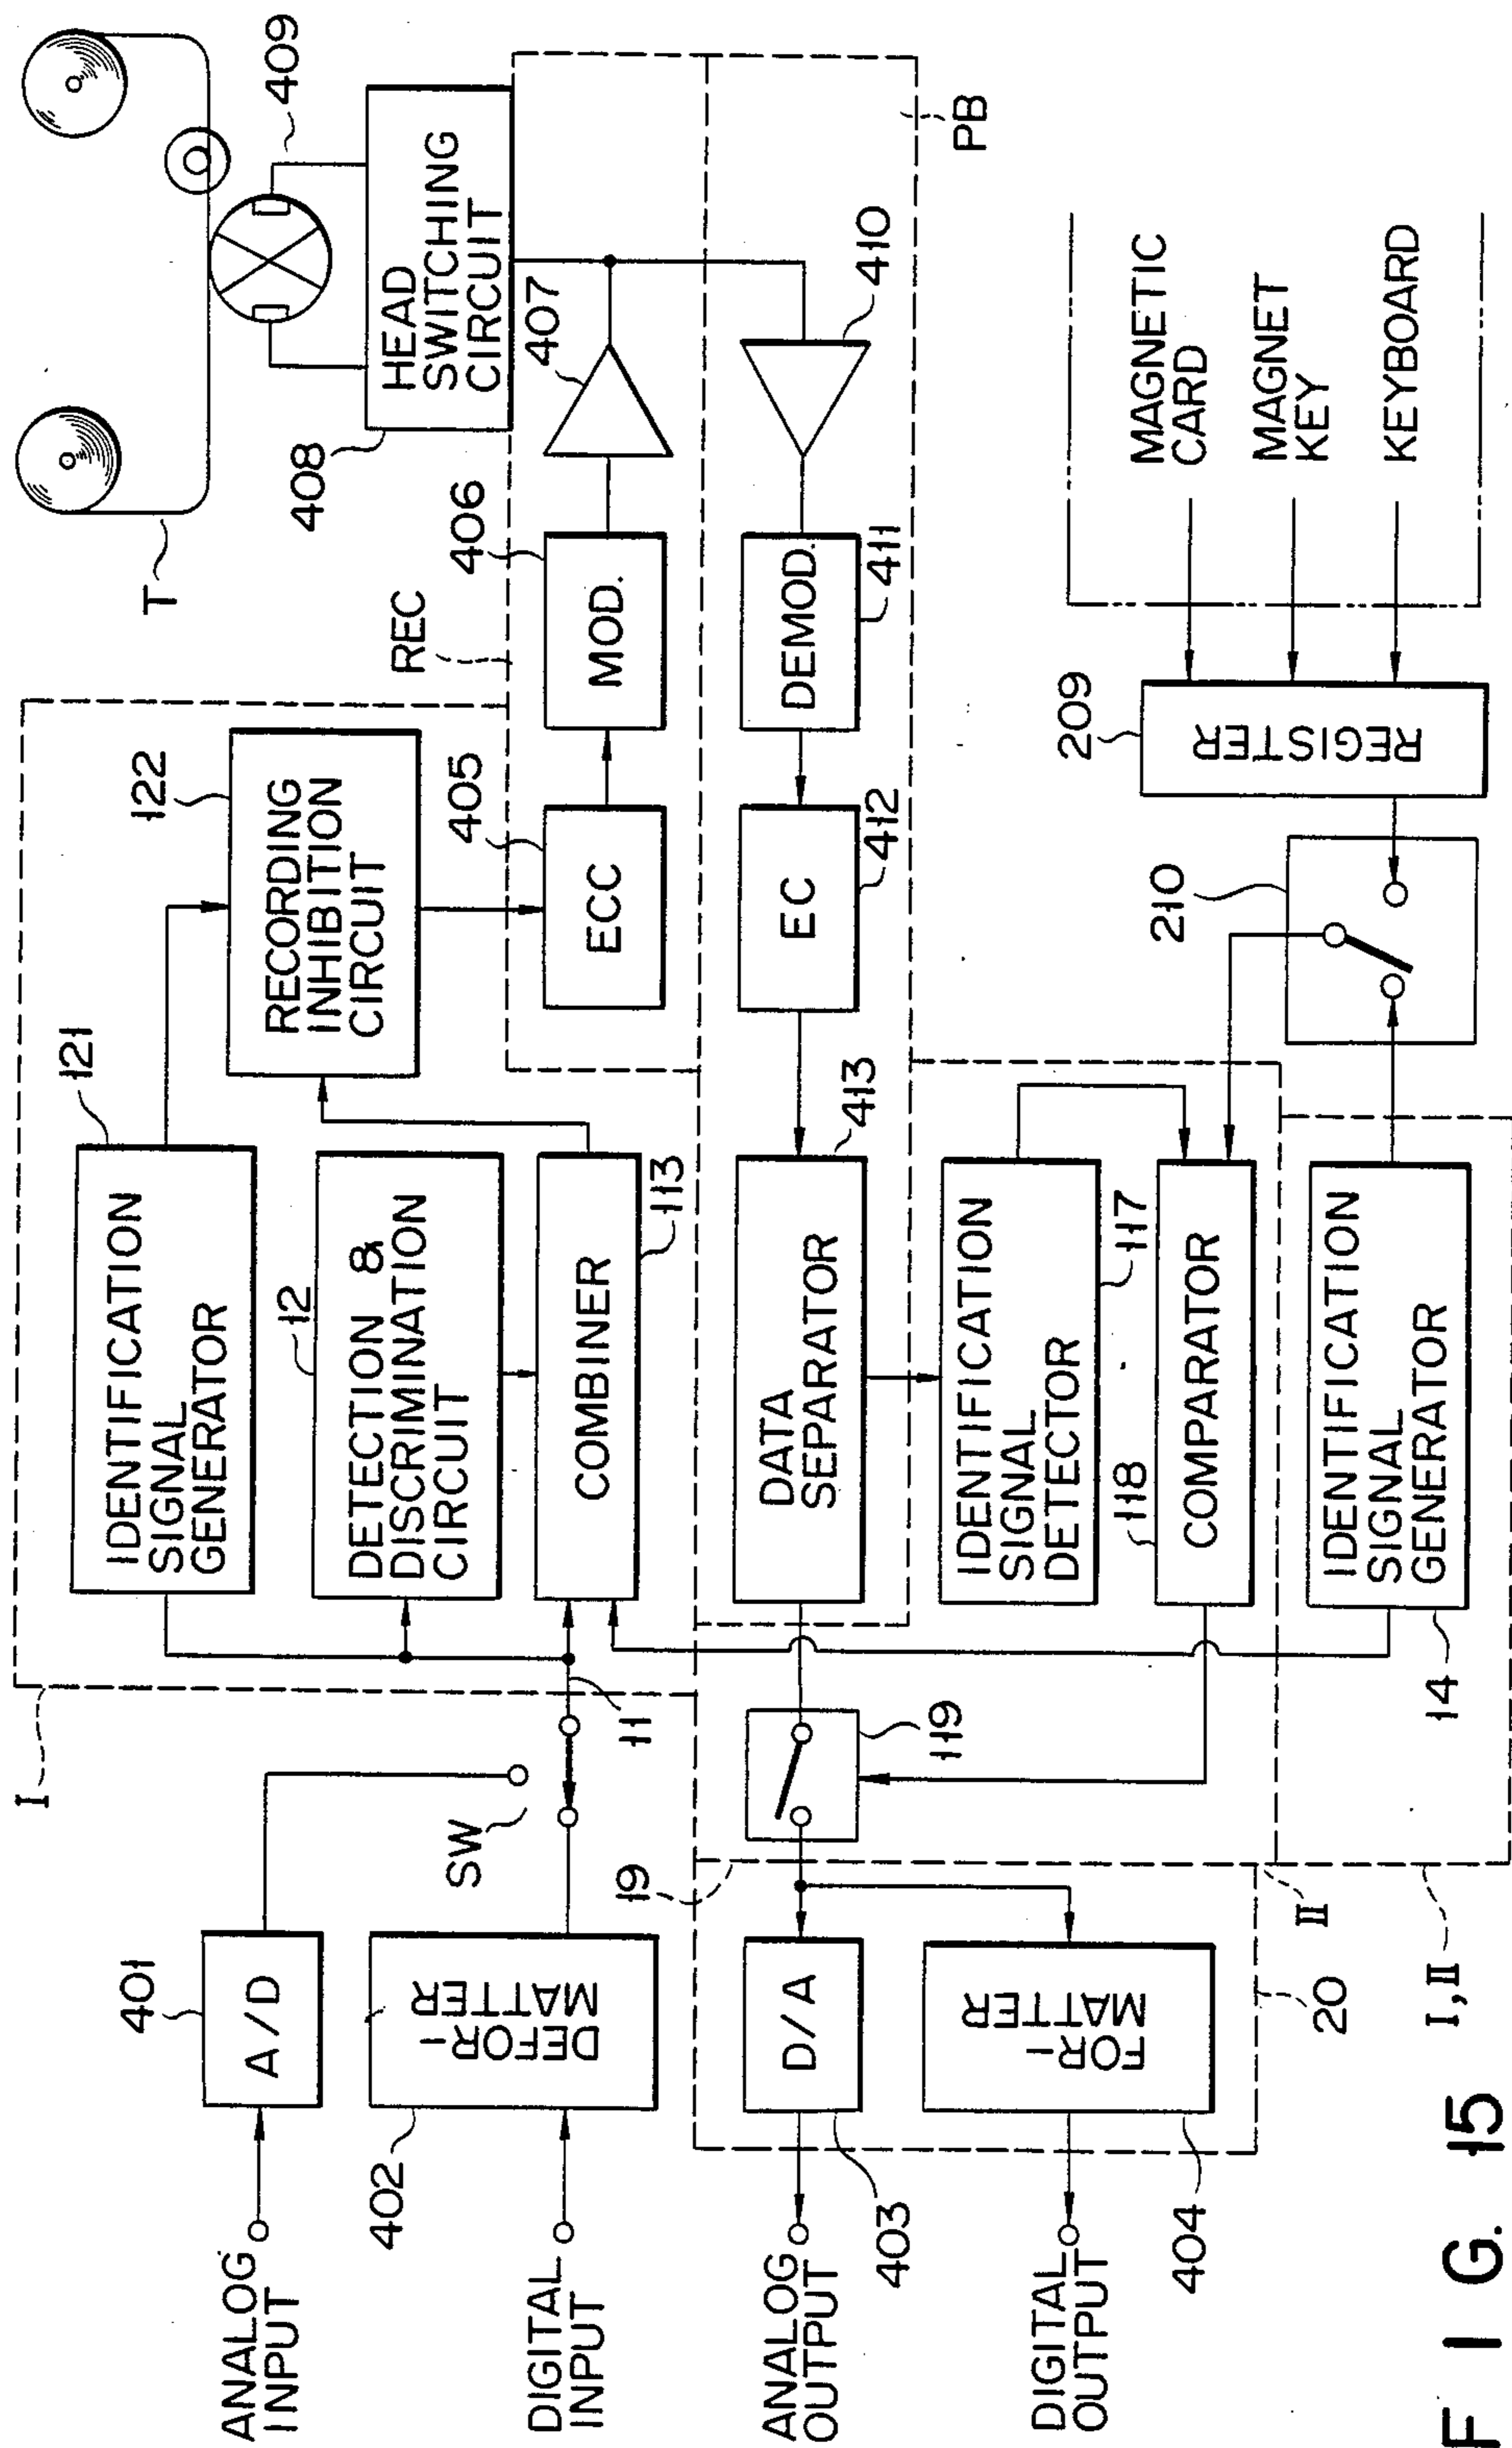 ANALOG
INPUT
401
A/D
402
DEFOR-
MATTER
DIGITAL
INPUT
SW
11
I
121
IDENTIFICATION
SIGNAL
GENERATOR
12
DETECTION &
DISCRIMINATION
CIRCUIT
COMBINER
113
122
RECORDING
INHIBITION
CIRCUIT
REC
405
ECC
406
MOD.
407
408
HEAD
SWITCHING
CIRCUIT
409
T
PB
410
DEMOD.
411
EC
412
DATA
SEPARATOR
413
119
19
ANALOG
OUTPUT
D/A
403
DIGITAL
OUTPUT
FOR-
MATTER
404
20
IDENTIFICATION
SIGNAL
DETECTOR
117
118
COMPARATOR
II
IDENTIFICATION
SIGNAL
GENERATOR
14
I,II
210
209
REGISTER
MAGNETIC
CARD
MAGNET
KEY
KEYBOARD
FIG. 15